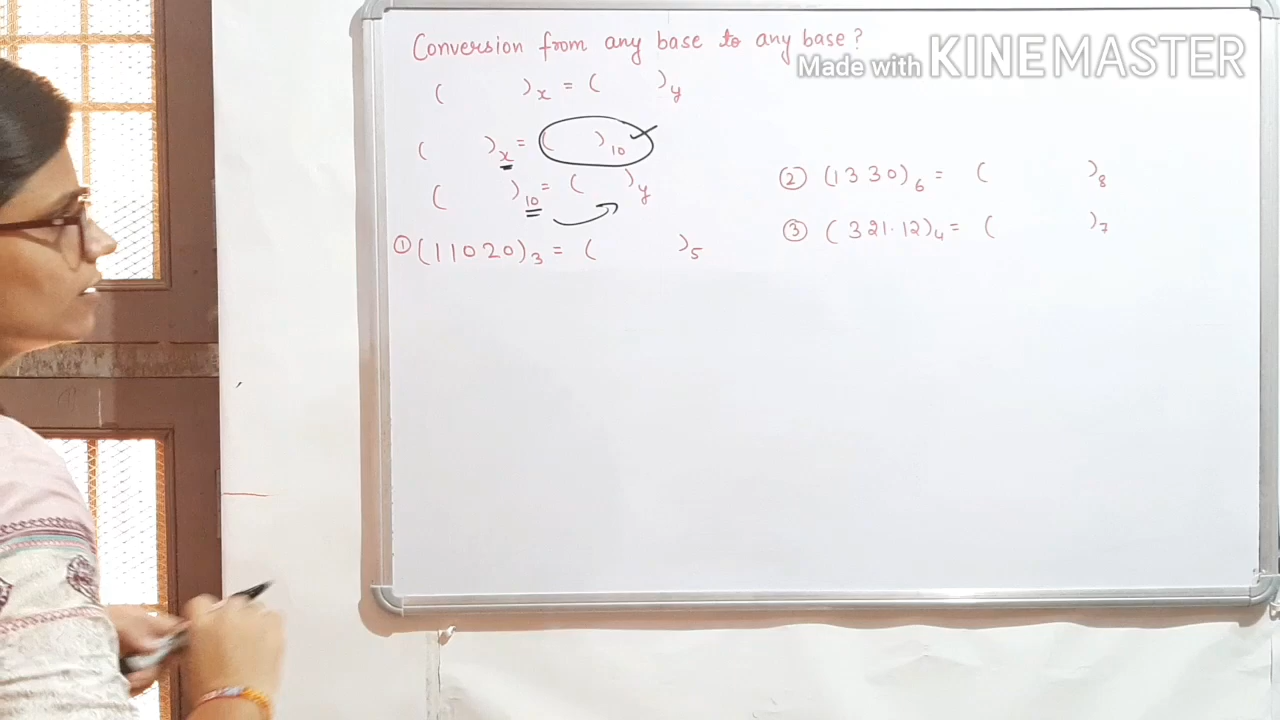 Conversion from any base to any base?
Made with KINEMASTER
( )x = ( )y
( )x = ( )10 ✓
( )10 = ( )y
① (11020)3 = ( )5
② (1330)6 = ( )8
③ (321.12)4 = ( )7